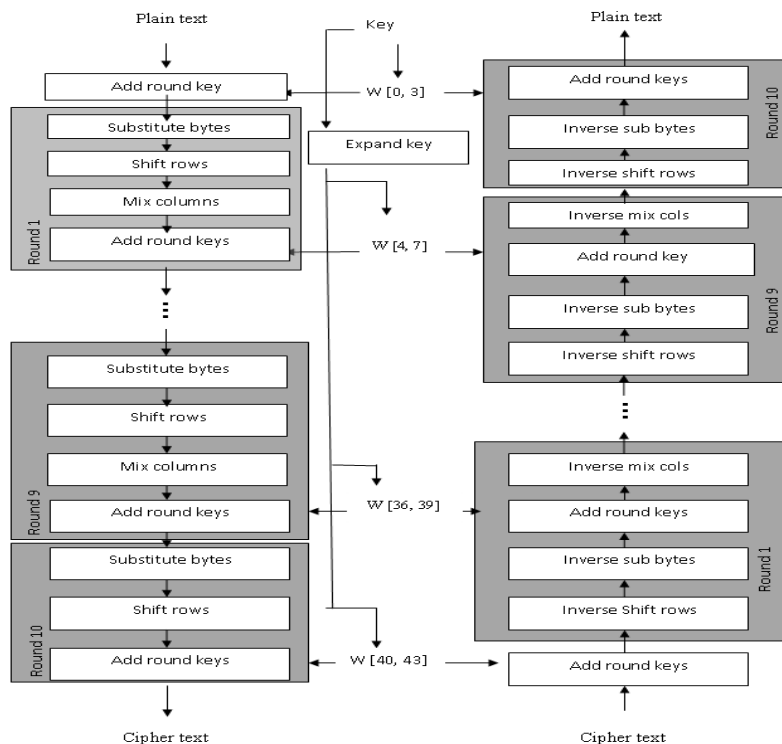 Plain text
Add round key
Substitute bytes
Shift rows
Mix columns
Add round keys
Round 1
Substitute bytes
Shift rows
Mix columns
Add round keys
Round 9
Substitute bytes
Shift rows
Add round keys
Round 10
Cipher text
Key
W [0, 3]
Expand key
W [4, 7]
W [36, 39]
W [40, 43]
Plain text
Add round keys
Inverse sub bytes
Inverse shift rows
Round 10
Inverse mix cols
Add round key
Inverse sub bytes
Inverse shift rows
Round 9
Inverse mix cols
Add round keys
Inverse sub bytes
Inverse Shift rows
Round 1
Add round keys
Cipher text